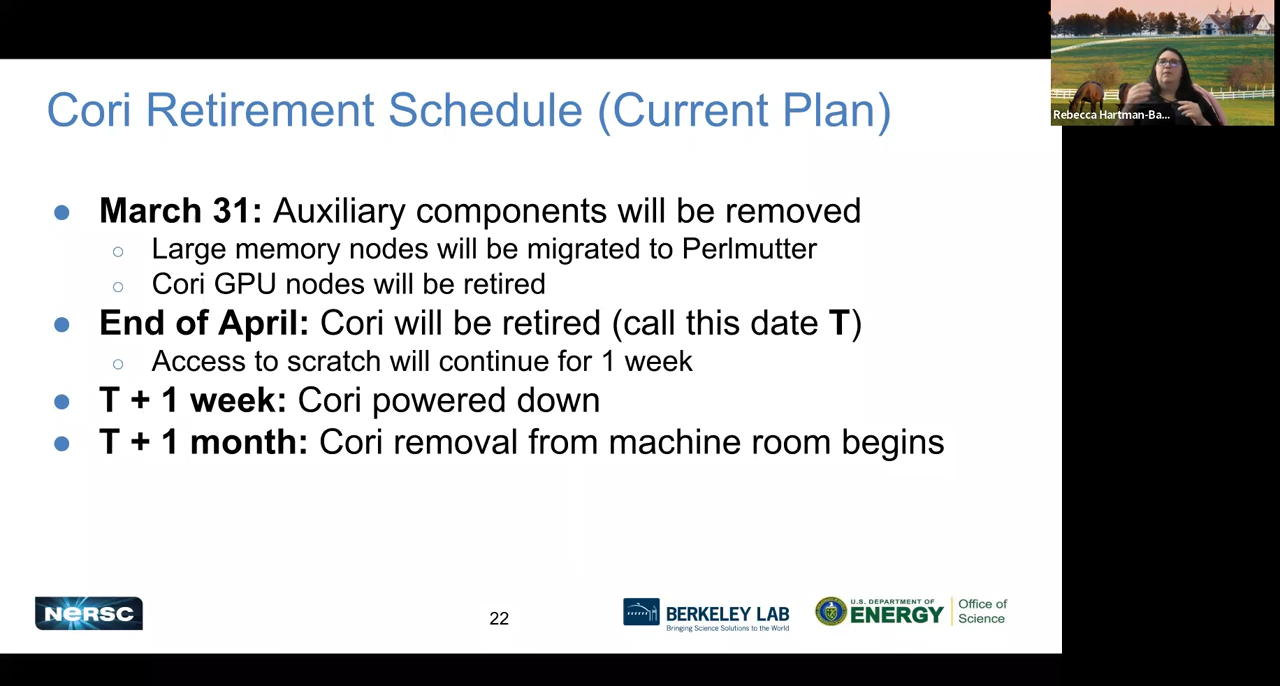 Cori Retirement Schedule (Current Plan)
Rebecca Hartman-Ba...
● March 31: Auxiliary components will be removed
○ Large memory nodes will be migrated to Perlmutter
○ Cori GPU nodes will be retired
● End of April: Cori will be retired (call this date T)
○ Access to scratch will continue for 1 week
● T + 1 week: Cori powered down
● T + 1 month: Cori removal from machine room begins
NERSC
22
BERKELEY LAB
Bringing Science Solutions to the World
U.S. DEPARTMENT OF
ENERGY
Office of
Science